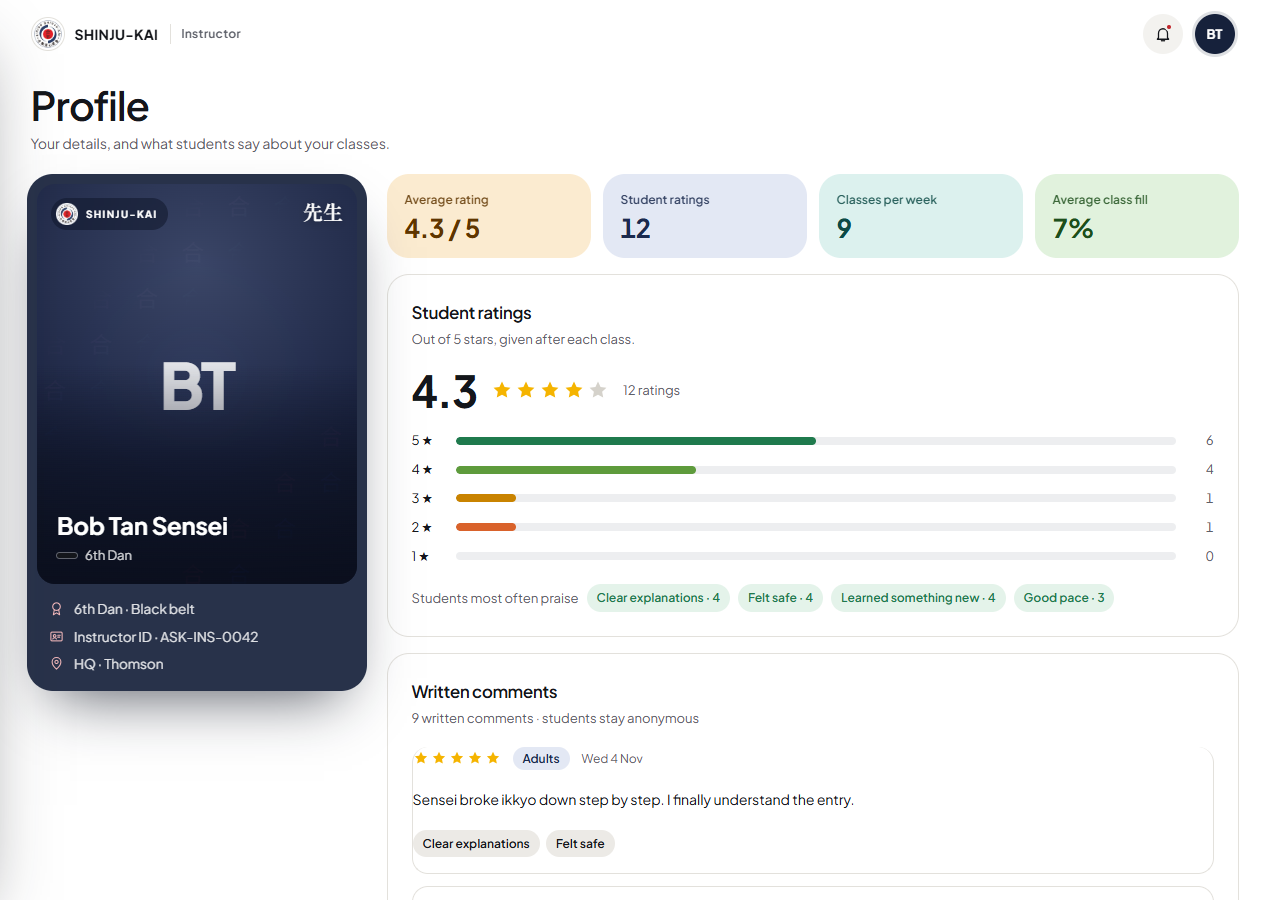 SHINJU-KAI
Instructor
BT
Profile
Your details, and what students say about your classes.
SHINJU-KAI
先生
BT
Bob Tan Sensei
6th Dan
6th Dan · Black belt
Instructor ID · ASK-INS-0042
HQ · Thomson
Average rating
4.3 / 5
Student ratings
12
Classes per week
9
Average class fill
7%
Student ratings
Out of 5 stars, given after each class.
4.3 ★★★★★ 12 ratings
5 ★ 6
4 ★ 4
3 ★ 1
2 ★ 1
1 ★ 0
Students most often praise Clear explanations · 4 Felt safe · 4 Learned something new · 4 Good pace · 3
Written comments
9 written comments · students stay anonymous
★★★★★ Adults Wed 4 Nov
Sensei broke ikkyo down step by step. I finally understand the entry.
Clear explanations Felt safe